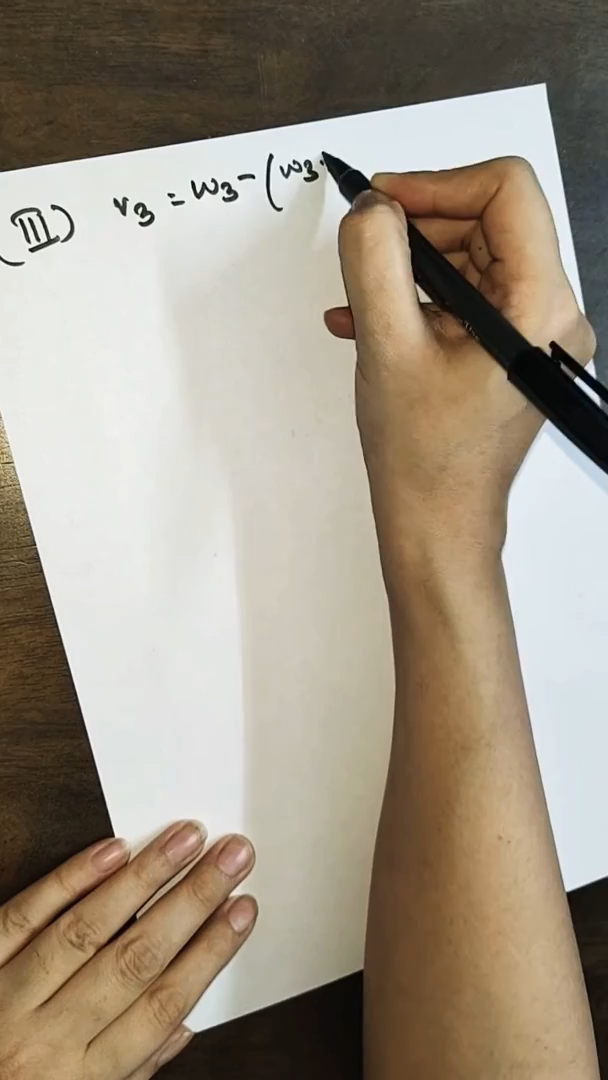 (III) v3 = w3 - (w3.